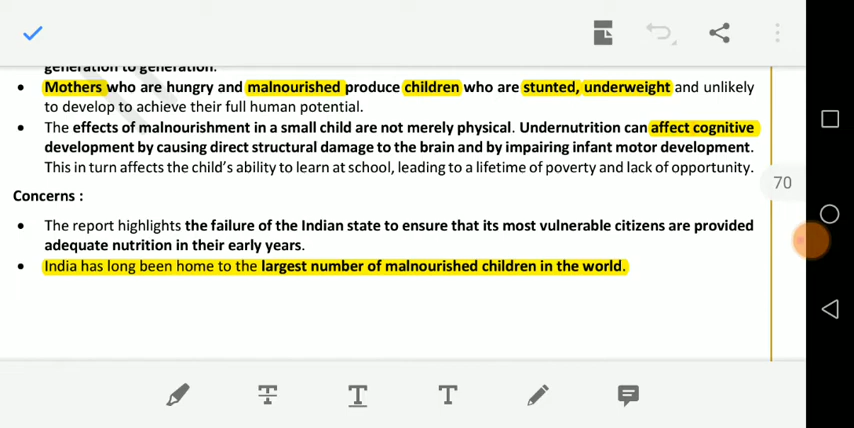 generation to generation.
• Mothers who are hungry and malnourished produce children who are stunted, underweight and unlikely
to develop to achieve their full human potential.
• The effects of malnourishment in a small child are not merely physical. Undernutrition can affect cognitive
development by causing direct structural damage to the brain and by impairing infant motor development.
This in turn affects the child's ability to learn at school, leading to a lifetime of poverty and lack of opportunity.
70
Concerns :
• The report highlights the failure of the Indian state to ensure that its most vulnerable citizens are provided
adequate nutrition in their early years.
• India has long been home to the largest number of malnourished children in the world.
T T T